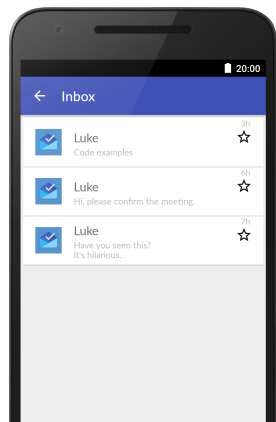 20:00
Inbox
3h
Luke
Code examples
6h
Luke
Hi, please confirm the meeting.
7h
Luke
Have you seen this?
It's hilarious.